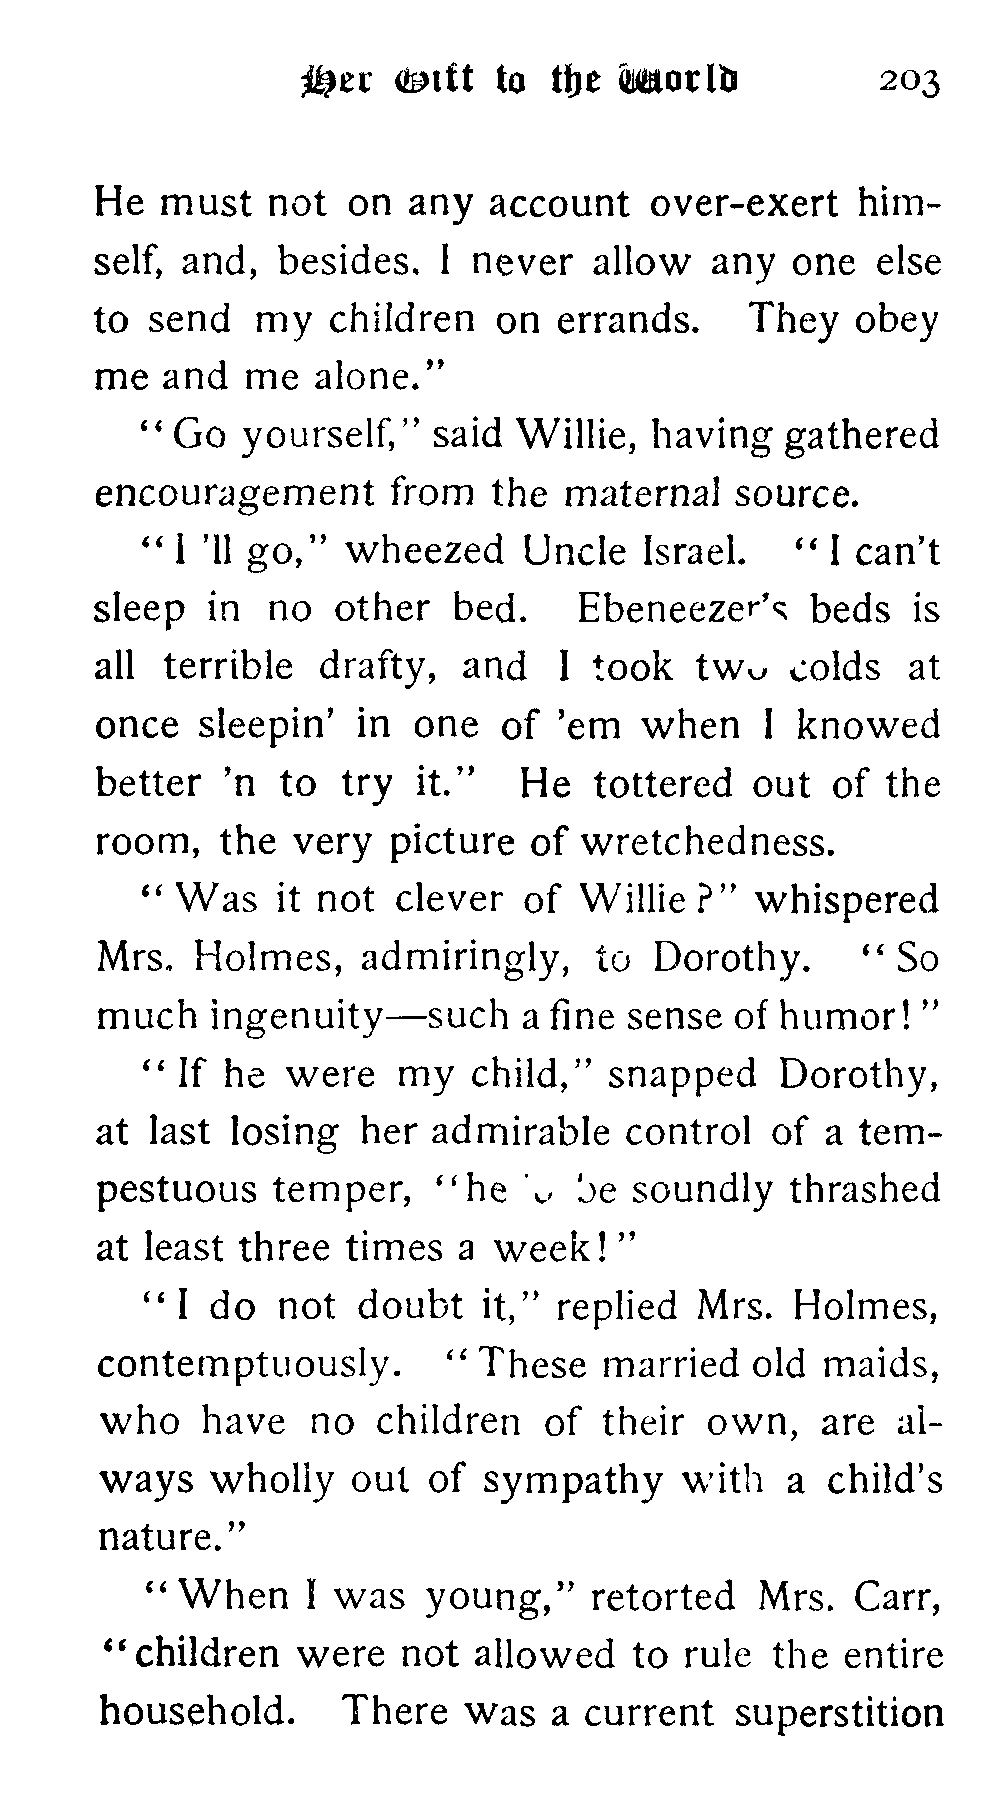 Her Gift to the World 203
He must not on any account over-exert him-
self, and, besides, I never allow any one else
to send my children on errands. They obey
me and me alone."
"Go yourself," said Willie, having gathered
encouragement from the maternal source.
"I 'll go," wheezed Uncle Israel. "I can't
sleep in no other bed. Ebeneezer's beds is
all terrible drafty, and I took two colds at
once sleepin' in one of 'em when I knowed
better 'n to try it." He tottered out of the
room, the very picture of wretchedness.
"Was it not clever of Willie?" whispered
Mrs. Holmes, admiringly, to Dorothy. "So
much ingenuity—such a fine sense of humor!"
"If he were my child," snapped Dorothy,
at last losing her admirable control of a tem-
pestuous temper, "he 'd be soundly thrashed
at least three times a week!"
"I do not doubt it," replied Mrs. Holmes,
contemptuously. "These married old maids,
who have no children of their own, are al-
ways wholly out of sympathy with a child's
nature."
"When I was young," retorted Mrs. Carr,
"children were not allowed to rule the entire
household. There was a current superstition